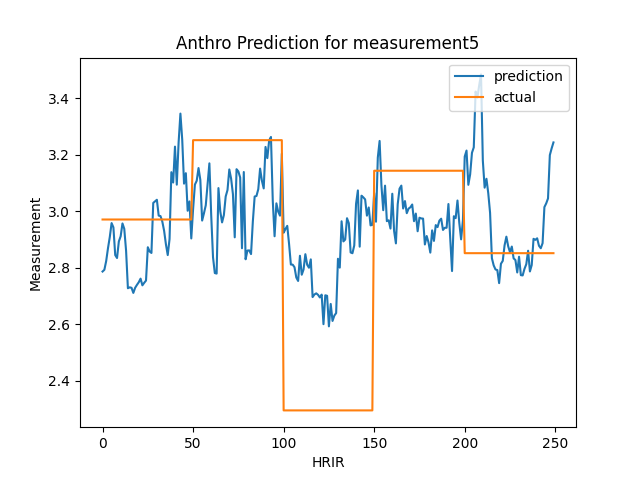 Anthro Prediction for measurement5
prediction
actual
Measurement
3.4
3.2
3.0
2.8
2.6
2.4
0
50
100
150
200
250
HRIR